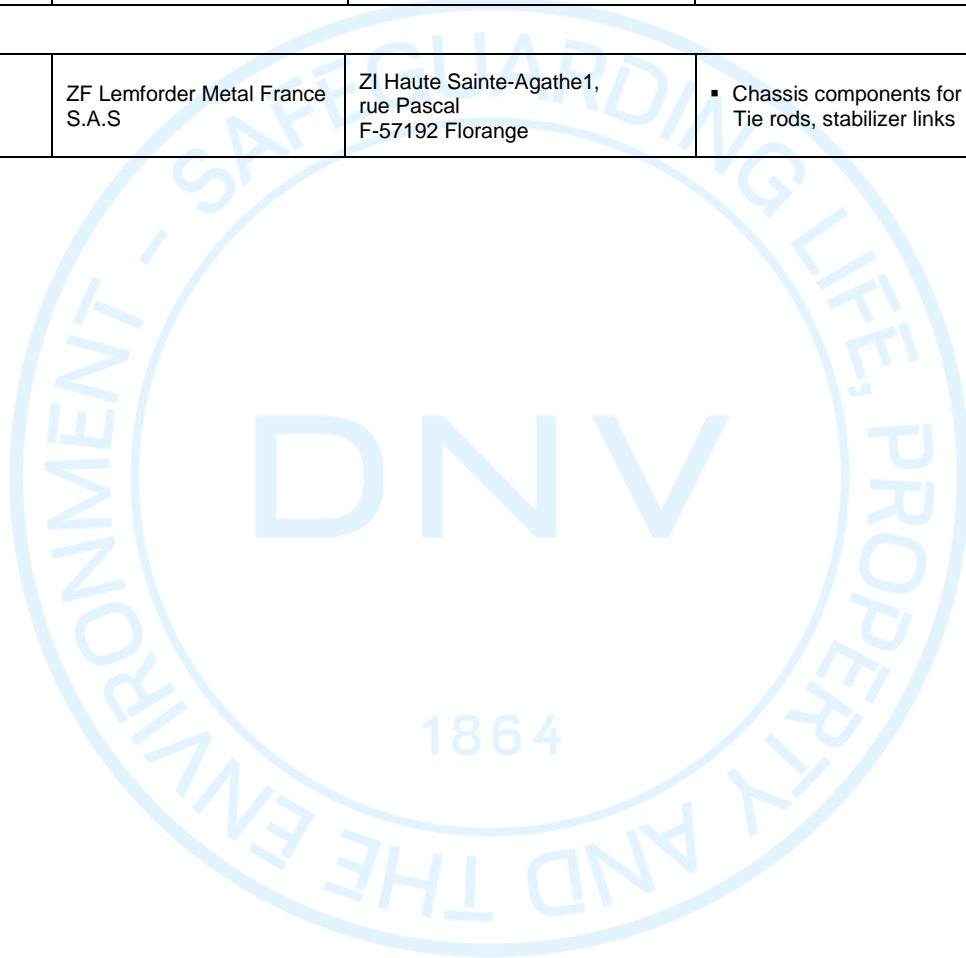 ZF Lemforder Metal France
S.A.S
ZI Haute Sainte-Agathe1,
rue Pascal
F-57192 Florange
▪ Chassis components for
Tie rods, stabilizer links
SAFEGUARDING LIFE, PROPERTY AND THE ENVIRONMENT -
DNV
1864